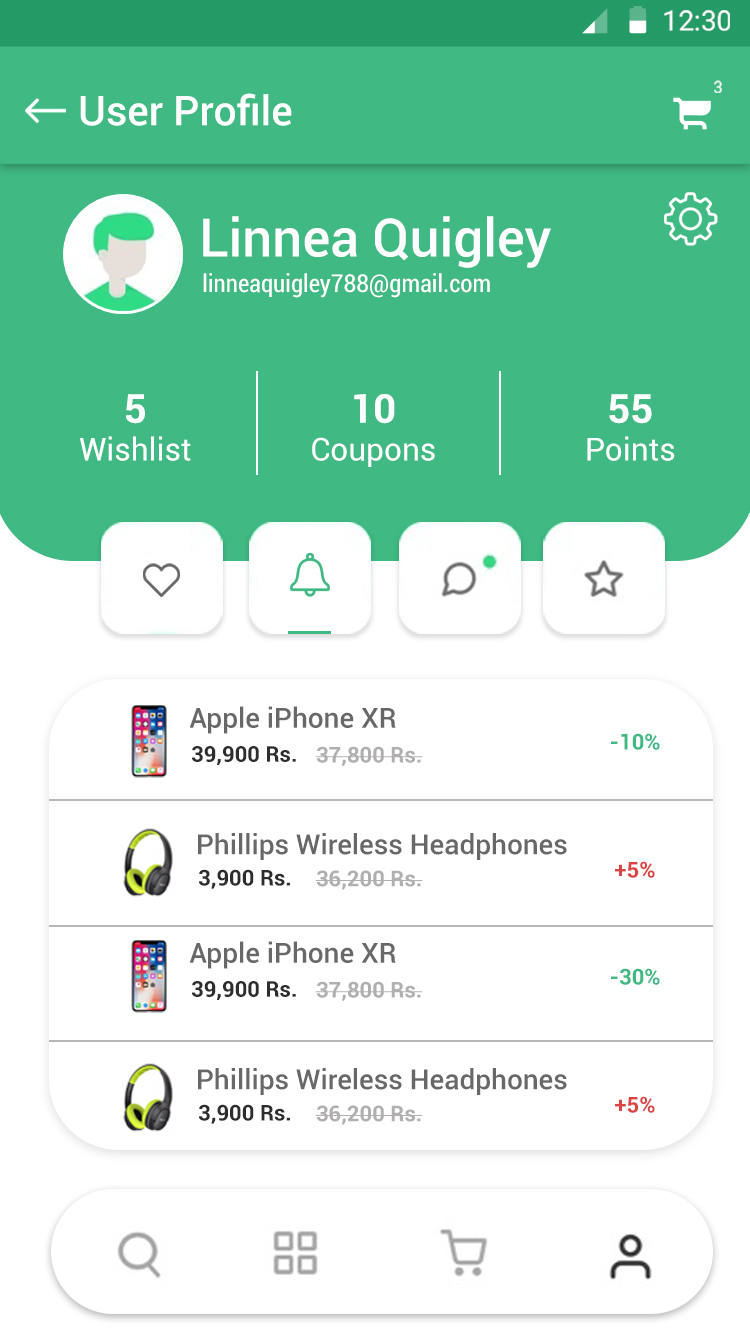 12:30
User Profile
3
Linnea Quigley
linneaquigley788@gmail.com
5
Wishlist
10
Coupons
55
Points
Apple iPhone XR
39,900 Rs. 37,800 Rs.
-10%
Phillips Wireless Headphones
3,900 Rs. 36,200 Rs.
+5%
Apple iPhone XR
39,900 Rs. 37,800 Rs.
-30%
Phillips Wireless Headphones
3,900 Rs. 36,200 Rs.
+5%